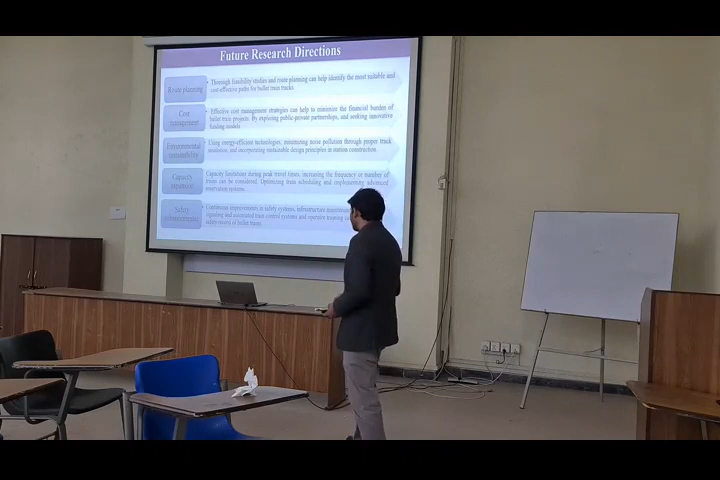 Future Research Directions
Route planning
• Thorough feasibility studies and route planning can help identify the most suitable and
cost-effective paths for bullet train tracks.
Cost
management
• Effective cost management strategies can help to minimize the financial burden of
bullet train projects. By exploring public-private partnerships, and seeking innovative
funding models.
Environmental
sustainability
• Using energy-efficient technologies, minimizing noise pollution through proper track
insulation, and incorporating sustainable design principles in station construction.
Capacity
expansion
• Capacity limitations during peak travel times, increasing the frequency or number of
trains can be considered. Optimizing train scheduling and implementing advanced
reservation systems.
Safety
enhancements
• Continuous improvements in safety systems, infrastructure
signaling and automated train control systems and operator training
safety record of bullet trains.